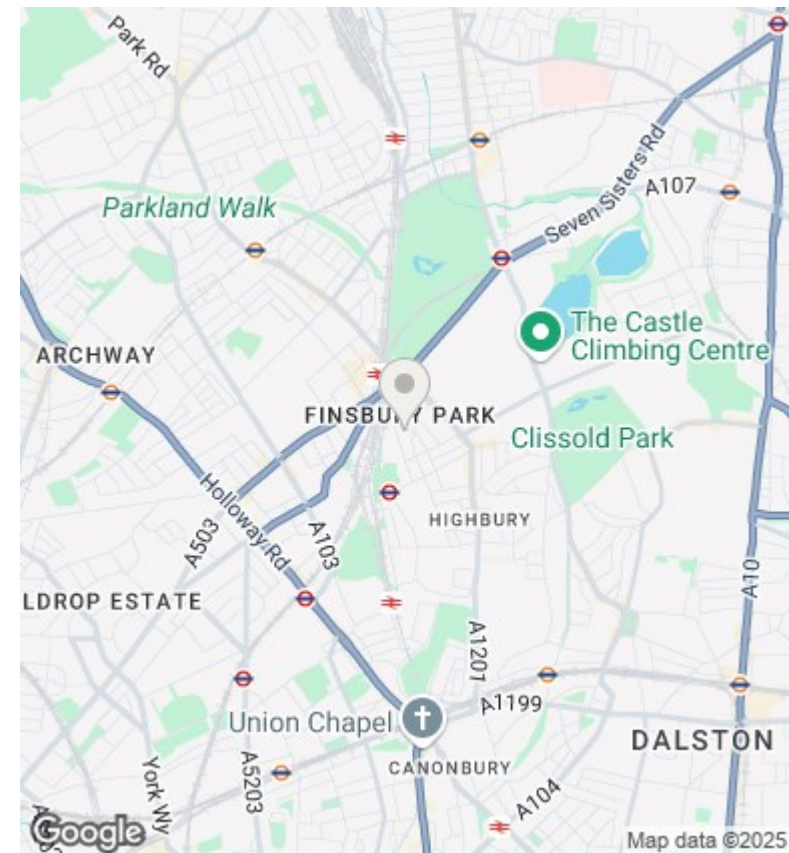 Park Rd
Seven Sisters Rd
A107
Parkland Walk
The Castle
Climbing Centre
ARCHWAY
FINSBURY PARK
Clissold Park
Holloway Rd
A503
A103
HIGHBURY
LDROP ESTATE
A10
A1201
A1199
Union Chapel
DALSTON
CANONBURY
York Wy
A5203
A104
Google
Map data ©2025